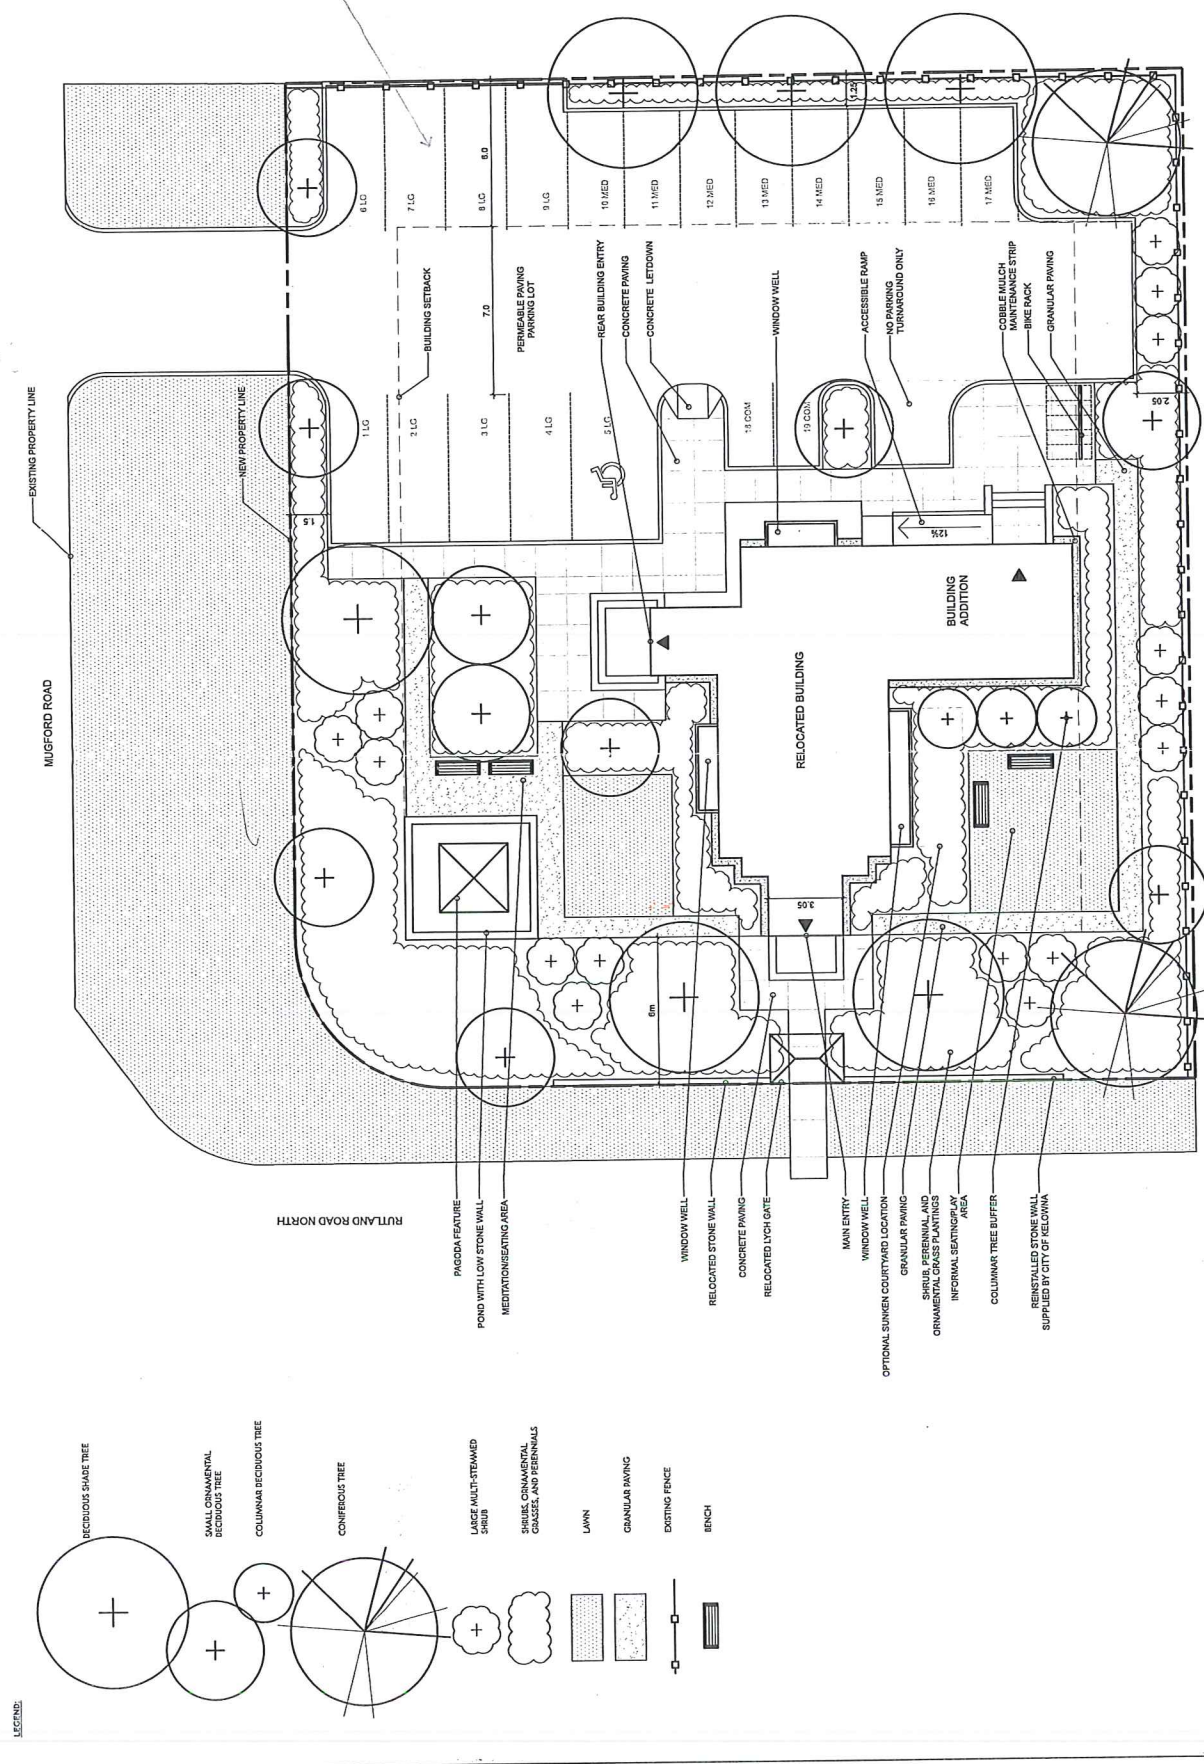 EXISTING PROPERTY LINE
NEW PROPERTY LINE
MUGFORD ROAD
RUTLAND ROAD NORTH
BUILDING SETBACK
PERMEABLE PAVING
PARKING LOT
REAR BUILDING ENTRY
CONCRETE PAVING
CONCRETE LETDOWN
WINDOW WELL
ACCESSIBLE RAMP
NO PARKING
TURNAROUND ONLY
COBBLE MULCH
MAINTENANCE STRIP
BIKE RACK
GRANULAR PAVING
1 LG
2 LG
3 LG
4 LG
5 LG
6 LG
7 LG
8 LG
9 LG
10 MED
11 MED
12 MED
13 MED
14 MED
15 MED
16 MED
17 MED
18 COM
19 COM
6.0
7.0
1.25
1.5
2.05
12%
3.05
6m
RELOCATED BUILDING
BUILDING
ADDITION
PAGODA FEATURE
POND WITH LOW STONE WALL
MEDITATION/SEATING AREA
WINDOW WELL
RELOCATED STONE WALL
CONCRETE PAVING
RELOCATED LYCH GATE
MAIN ENTRY
WINDOW WELL
OPTIONAL SUNKEN COURTYARD LOCATION
GRANULAR PAVING
SHRUB, PERENNIAL, AND
ORNAMENTAL GRASS PLANTINGS
INFORMAL SEATING/PLAY
AREA
COLUMNAR TREE BUFFER
REINSTALLED STONE WALL
SUPPLIED BY CITY OF KELOWNA
LEGEND:
DECIDUOUS SHADE TREE
SMALL ORNAMENTAL
DECIDUOUS TREE
COLUMNAR DECIDUOUS TREE
CONIFEROUS TREE
LARGE MULTI-STEMMED
SHRUB
SHRUBS, ORNAMENTAL
GRASSES, AND PERENNIALS
LAWN
GRANULAR PAVING
EXISTING FENCE
BENCH